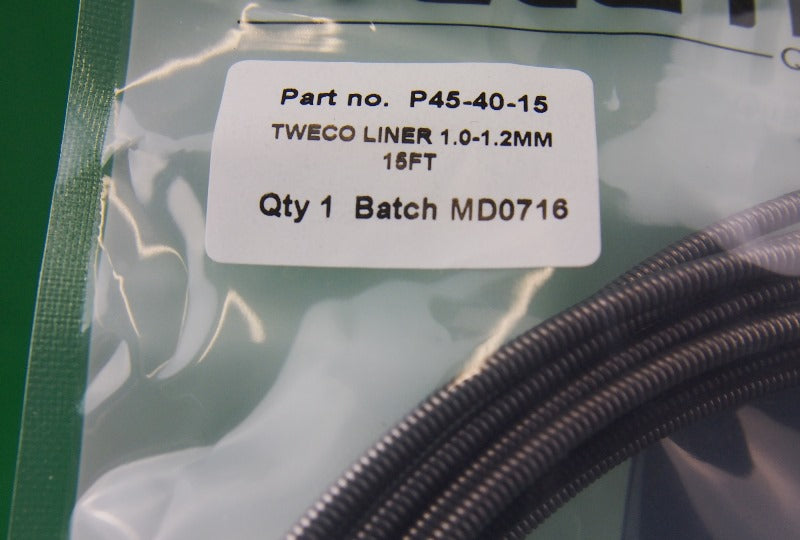 Part no. P45-40-15
TWECO LINER 1.0-1.2MM
15FT
Qty 1 Batch MD0716